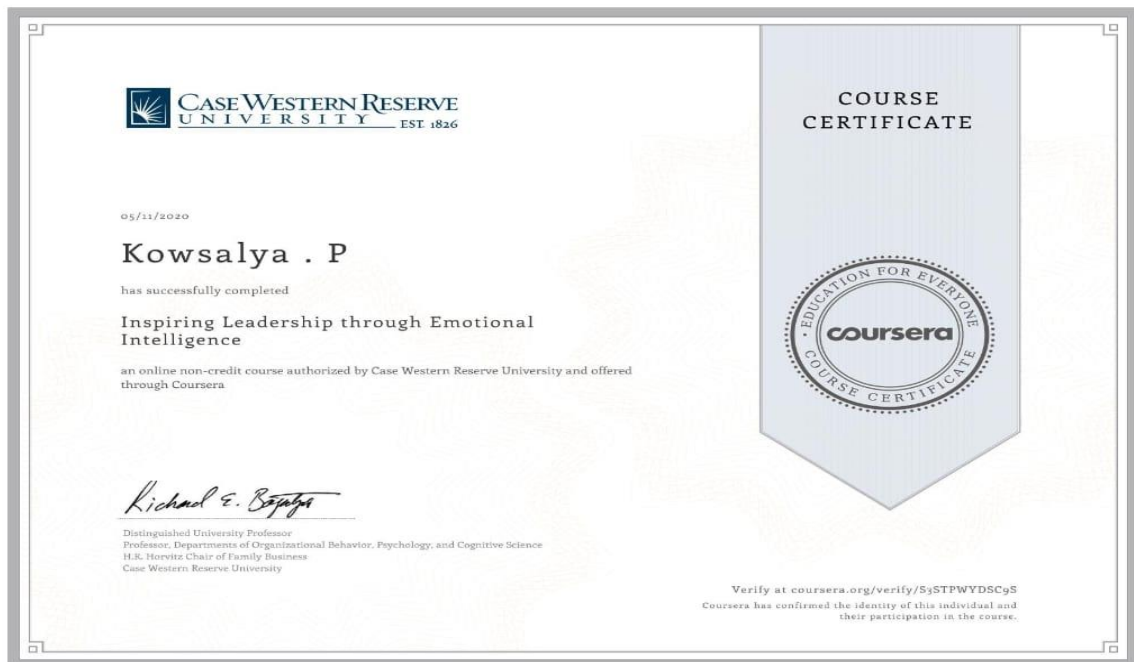 CASE WESTERN RESERVE
UNIVERSITY EST. 1826
COURSE
CERTIFICATE
05/11/2020
Kowsalya . P
has successfully completed
Inspiring Leadership through Emotional
Intelligence
an online non-credit course authorized by Case Western Reserve University and offered
through Coursera
EDUCATION FOR EVERYONE
coursera
COURSE CERTIFICATE
Richard E.
Distinguished University Professor
Professor, Departments of Organizational Behavior, Psychology, and Cognitive Science
H.R. Horvitz Chair of Family Business
Case Western Reserve University
Verify at coursera.org/verify/S3STPWYDSC9S
Coursera has confirmed the identity of this individual and
their participation in the course.